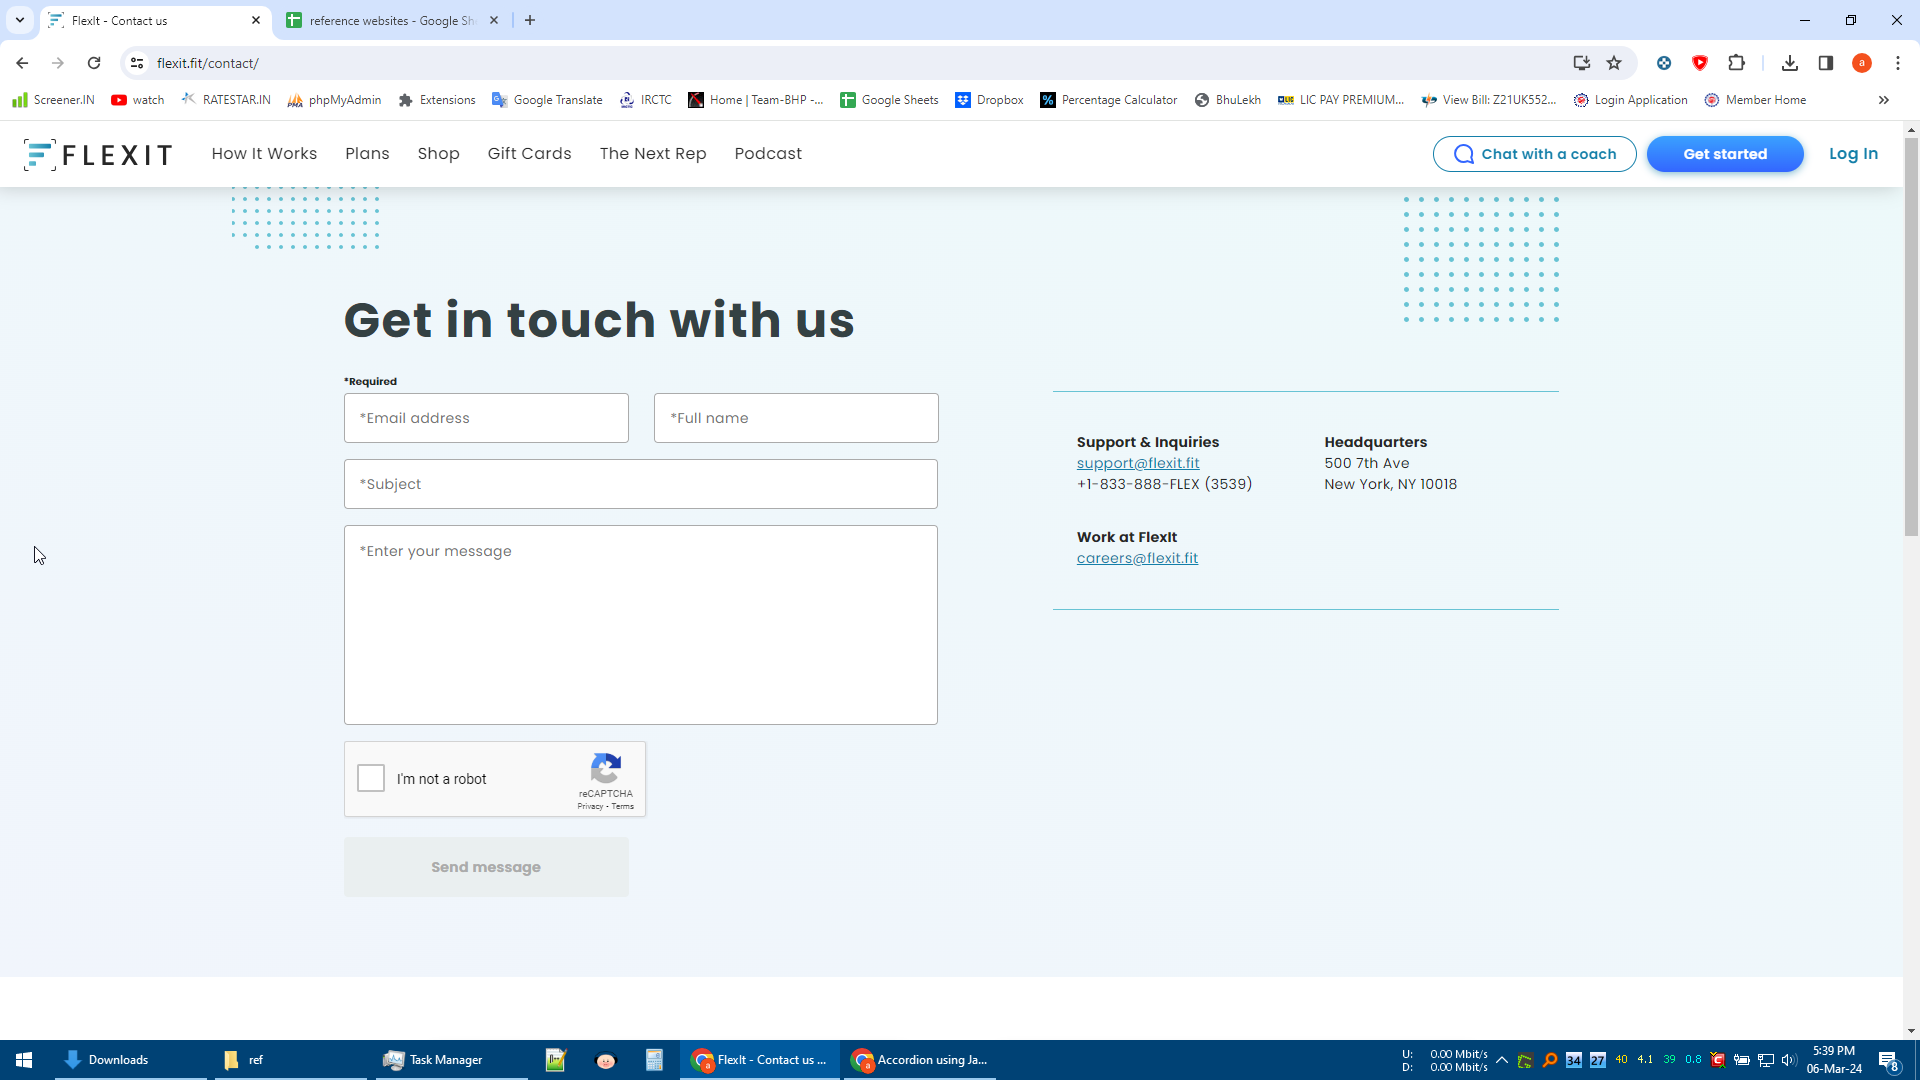 FlexIt - Contact us
reference websites - Google Sh
flexit.fit/contact/
a
Screener.IN
watch
RATESTAR.IN
phpMyAdmin
Extensions
Google Translate
IRCTC
Home | Team-BHP -...
Google Sheets
Dropbox
Percentage Calculator
BhuLekh
LIC PAY PREMIUM...
View Bill: Z21UK552...
Login Application
Member Home
FLEXIT
How It Works
Plans
Shop
Gift Cards
The Next Rep
Podcast
Chat with a coach
Get started
Log In
Get in touch with us
*Required
*Email address
*Full name
*Subject
*Enter your message
Support & Inquiries
support@flexit.fit
+1-833-888-FLEX (3539)
Headquarters
500 7th Ave
New York, NY 10018
Work at FlexIt
careers@flexit.fit
I'm not a robot
reCAPTCHA
Privacy - Terms
Send message
Downloads
ref
Task Manager
FlexIt - Contact us ...
Accordion using Ja...
U: 0.00 Mbit/s
D: 0.00 Mbit/s
34
27
40
4.1
39
0.8
5:39 PM
06-Mar-24
8